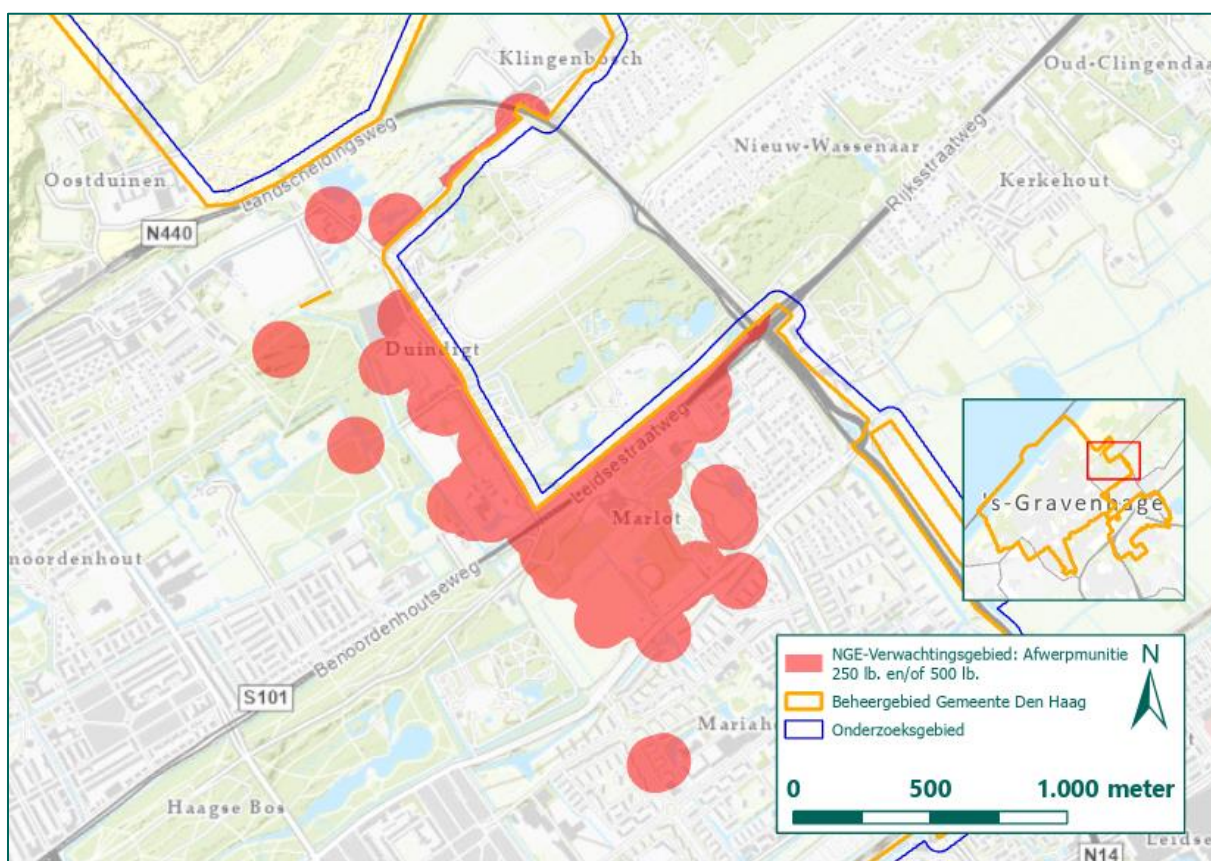 Klingenbosch
Oud-Clingendaa
Landscheidingsweg
Nieuw-Wassenaar
Rijksstraatweg
Oostduinen
Kerkehout
N440
Duindigt
's-Gravenhage
Leidsestraatweg
Marlot
noordenhout
Benoordenhoutseweg
S101
NGE-Verwachtingsgebied: Afwerpmunitie
250 lb. en/of 500 lb.
N
Beheergebied Gemeente Den Haag
Onderzoeksgebied
Mariaho
0 500 1.000 meter
Haagse Bos
Leidse
N14